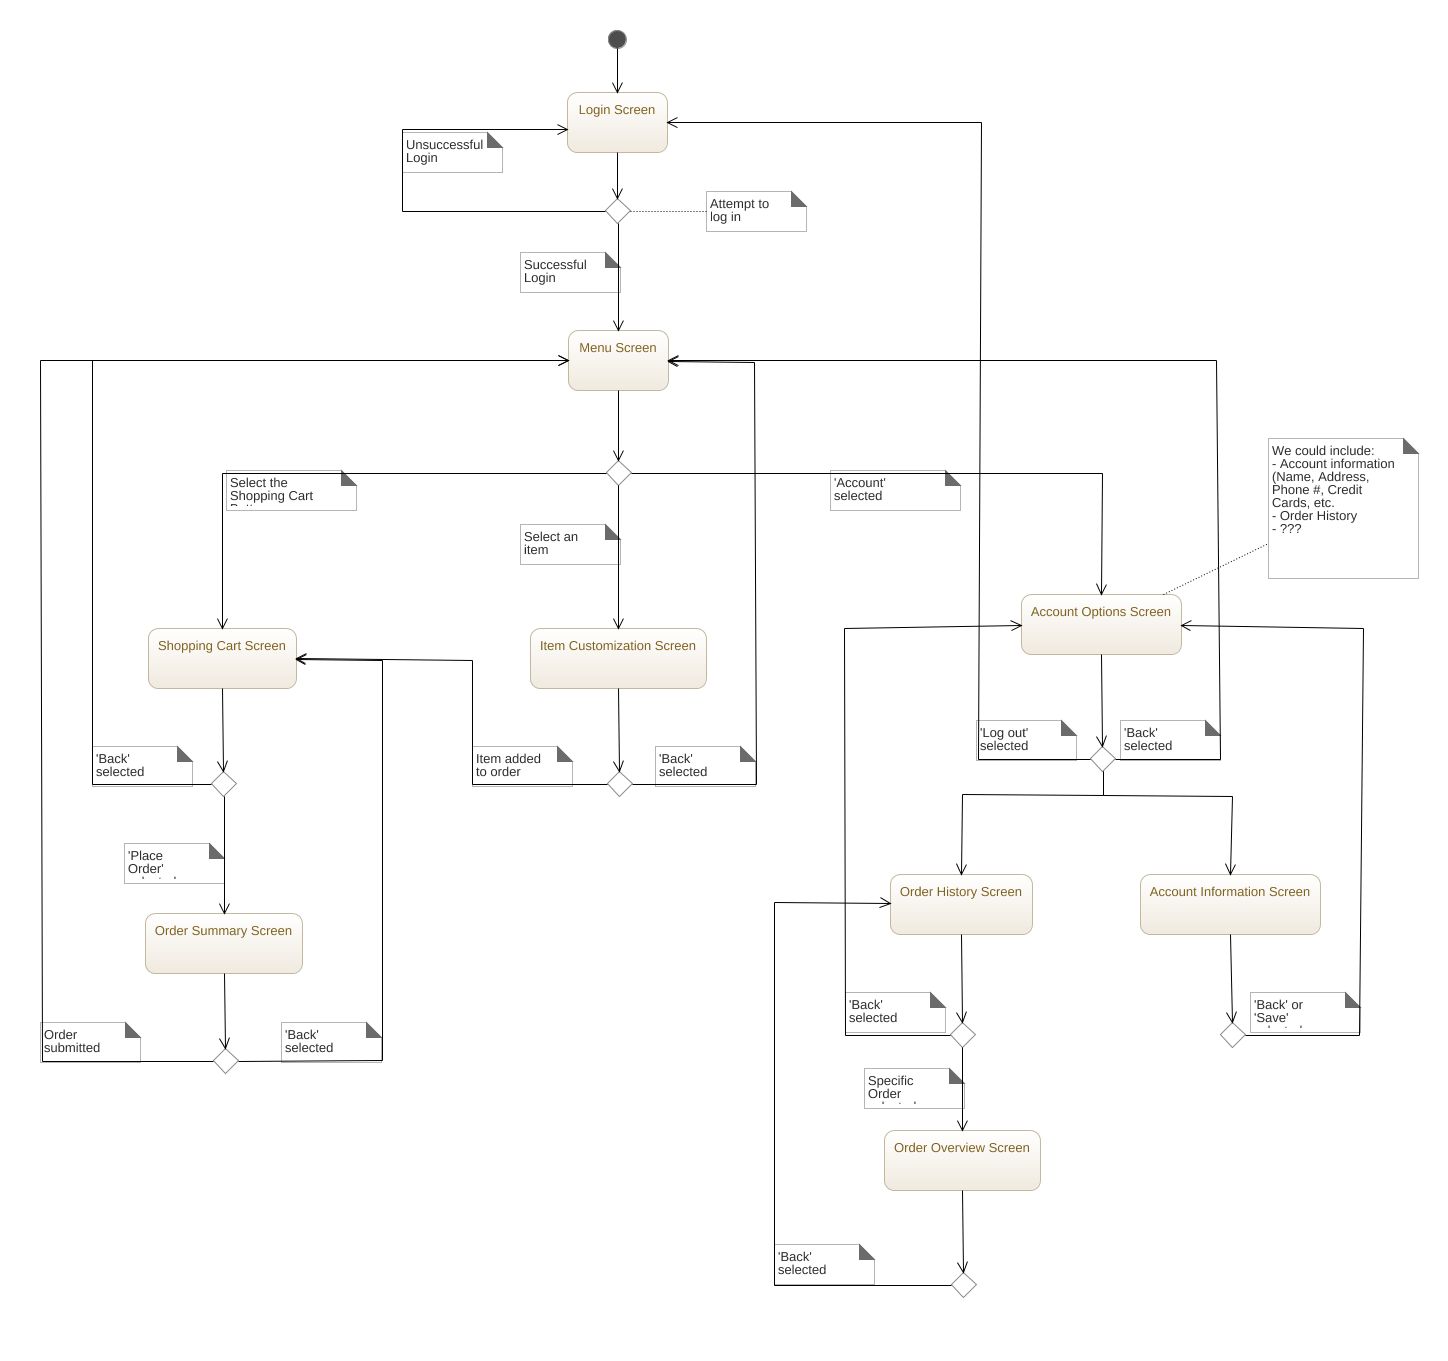 Login Screen
Unsuccessful
Login
Attempt to
log in
Successful
Login
Menu Screen
We could include:
- Account information
(Name, Address,
Phone #, Credit
Cards, etc.
- Order History
- ???
Select the
Shopping Cart
'Account'
selected
Select an
item
Account Options Screen
Shopping Cart Screen
Item Customization Screen
'Log out'
selected
'Back'
selected
'Back'
selected
Item added
to order
'Back'
selected
'Place
Order'
Order History Screen
Account Information Screen
Order Summary Screen
'Back'
selected
'Back' or
'Save'
Order
submitted
'Back'
selected
Specific
Order
Order Overview Screen
'Back'
selected